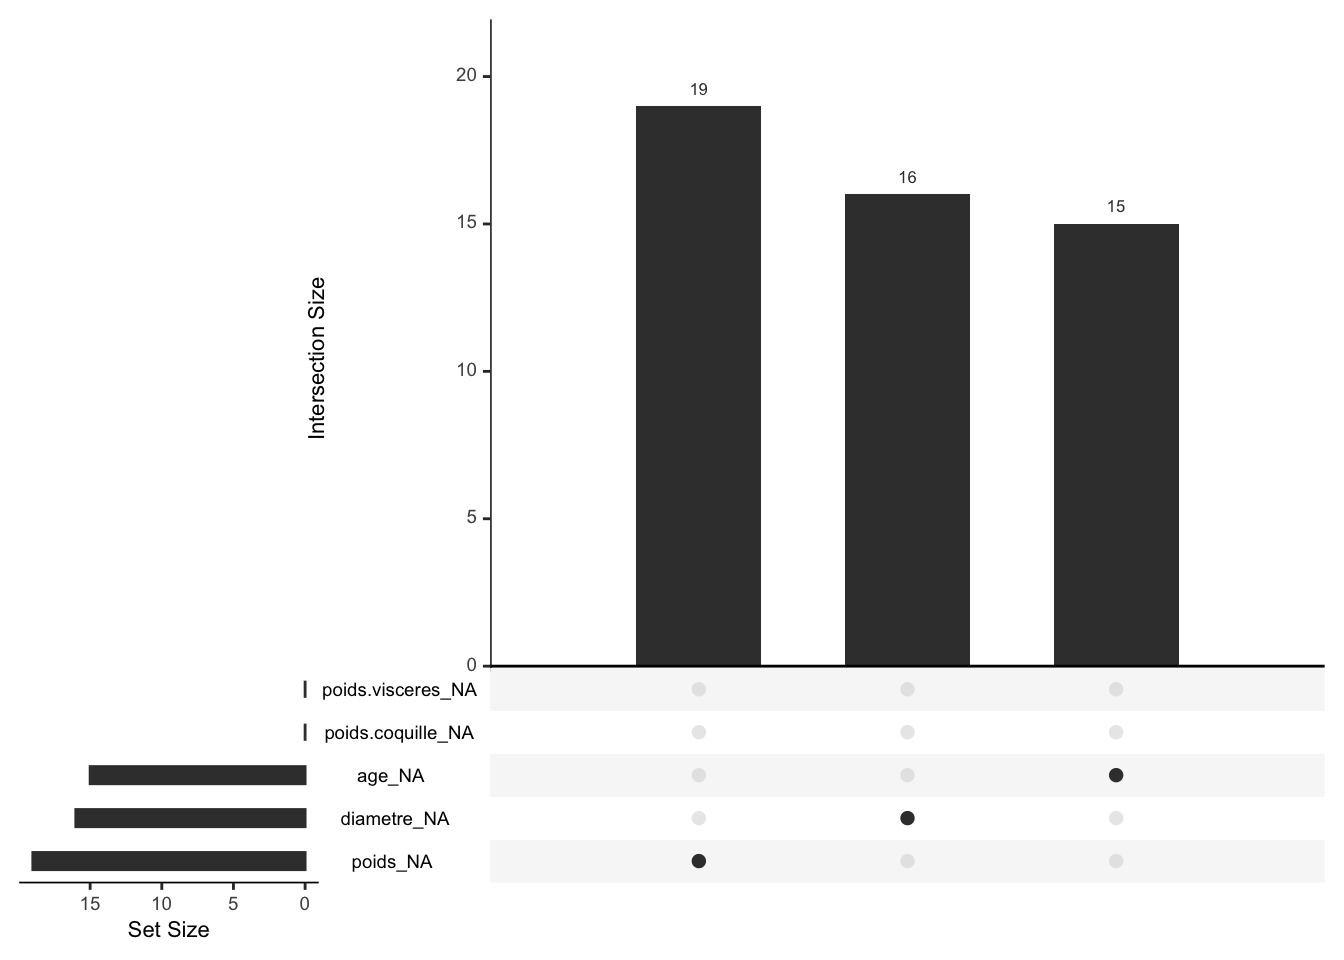 20
15
10
5
0
Intersection Size
19
16
15
poids.visceres_NA
poids.coquille_NA
age_NA
diametre_NA
poids_NA
15 10 5 0
Set Size